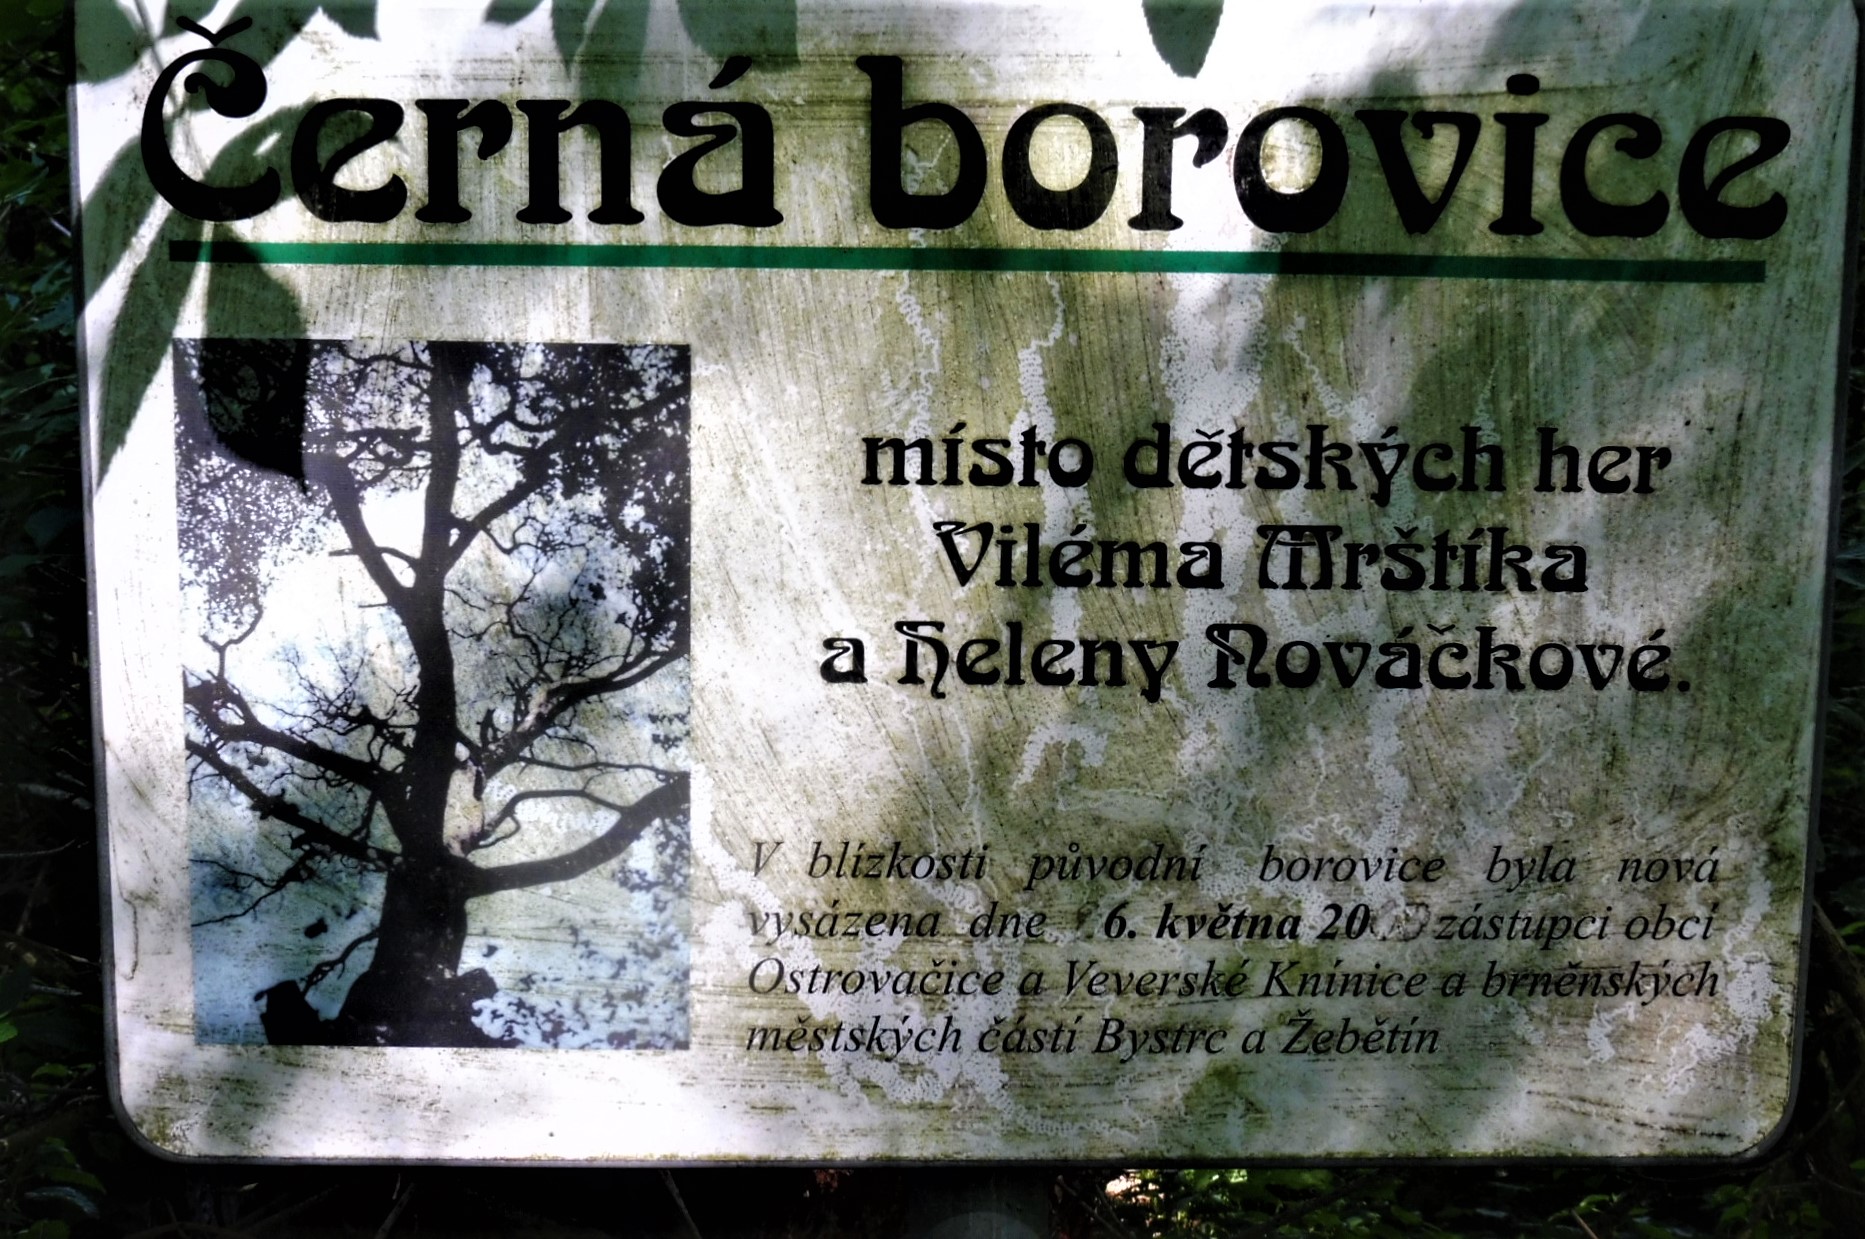 Černá borovice
místo dětských her
Viléma Mrštíka
a Heleny Nováčkové.
V blízkosti původní borovice byla nová
vysázena dne 6. května zástupci obcí
Ostrovačice a Veverské Knínice a brněnských
městských částí Bystrc a Žebětín